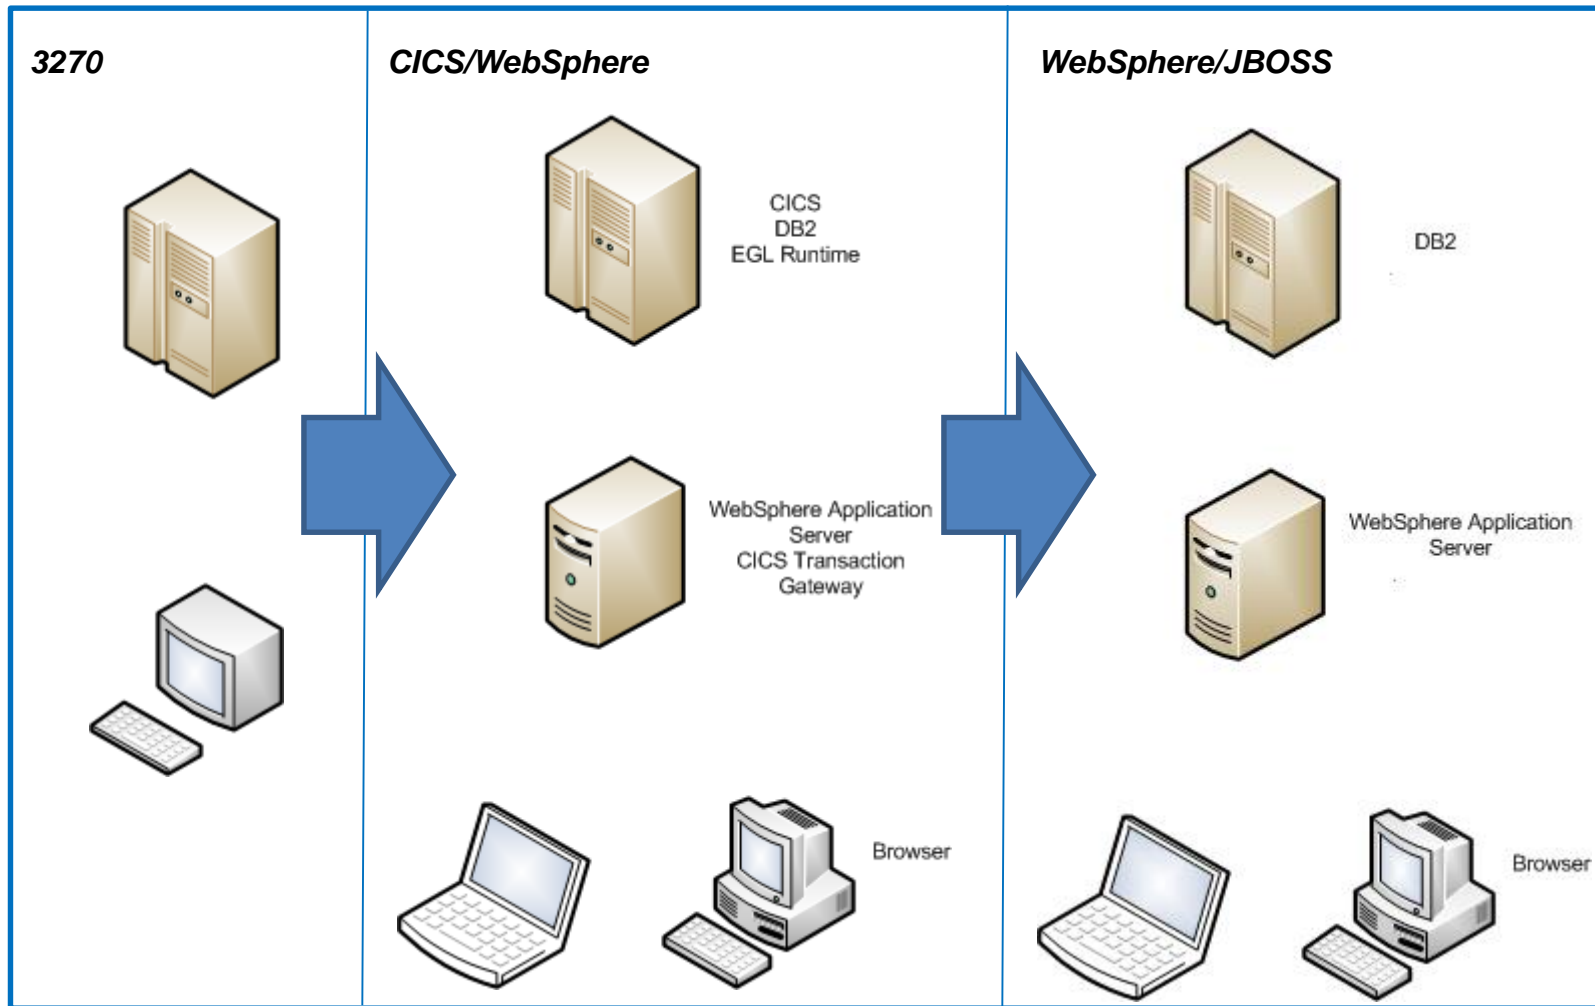 3270
CICS/WebSphere
WebSphere/JBOSS
CICS
DB2
EGL Runtime
DB2
WebSphere Application
Server
CICS Transaction
Gateway
WebSphere Application
Server
Browser
Browser